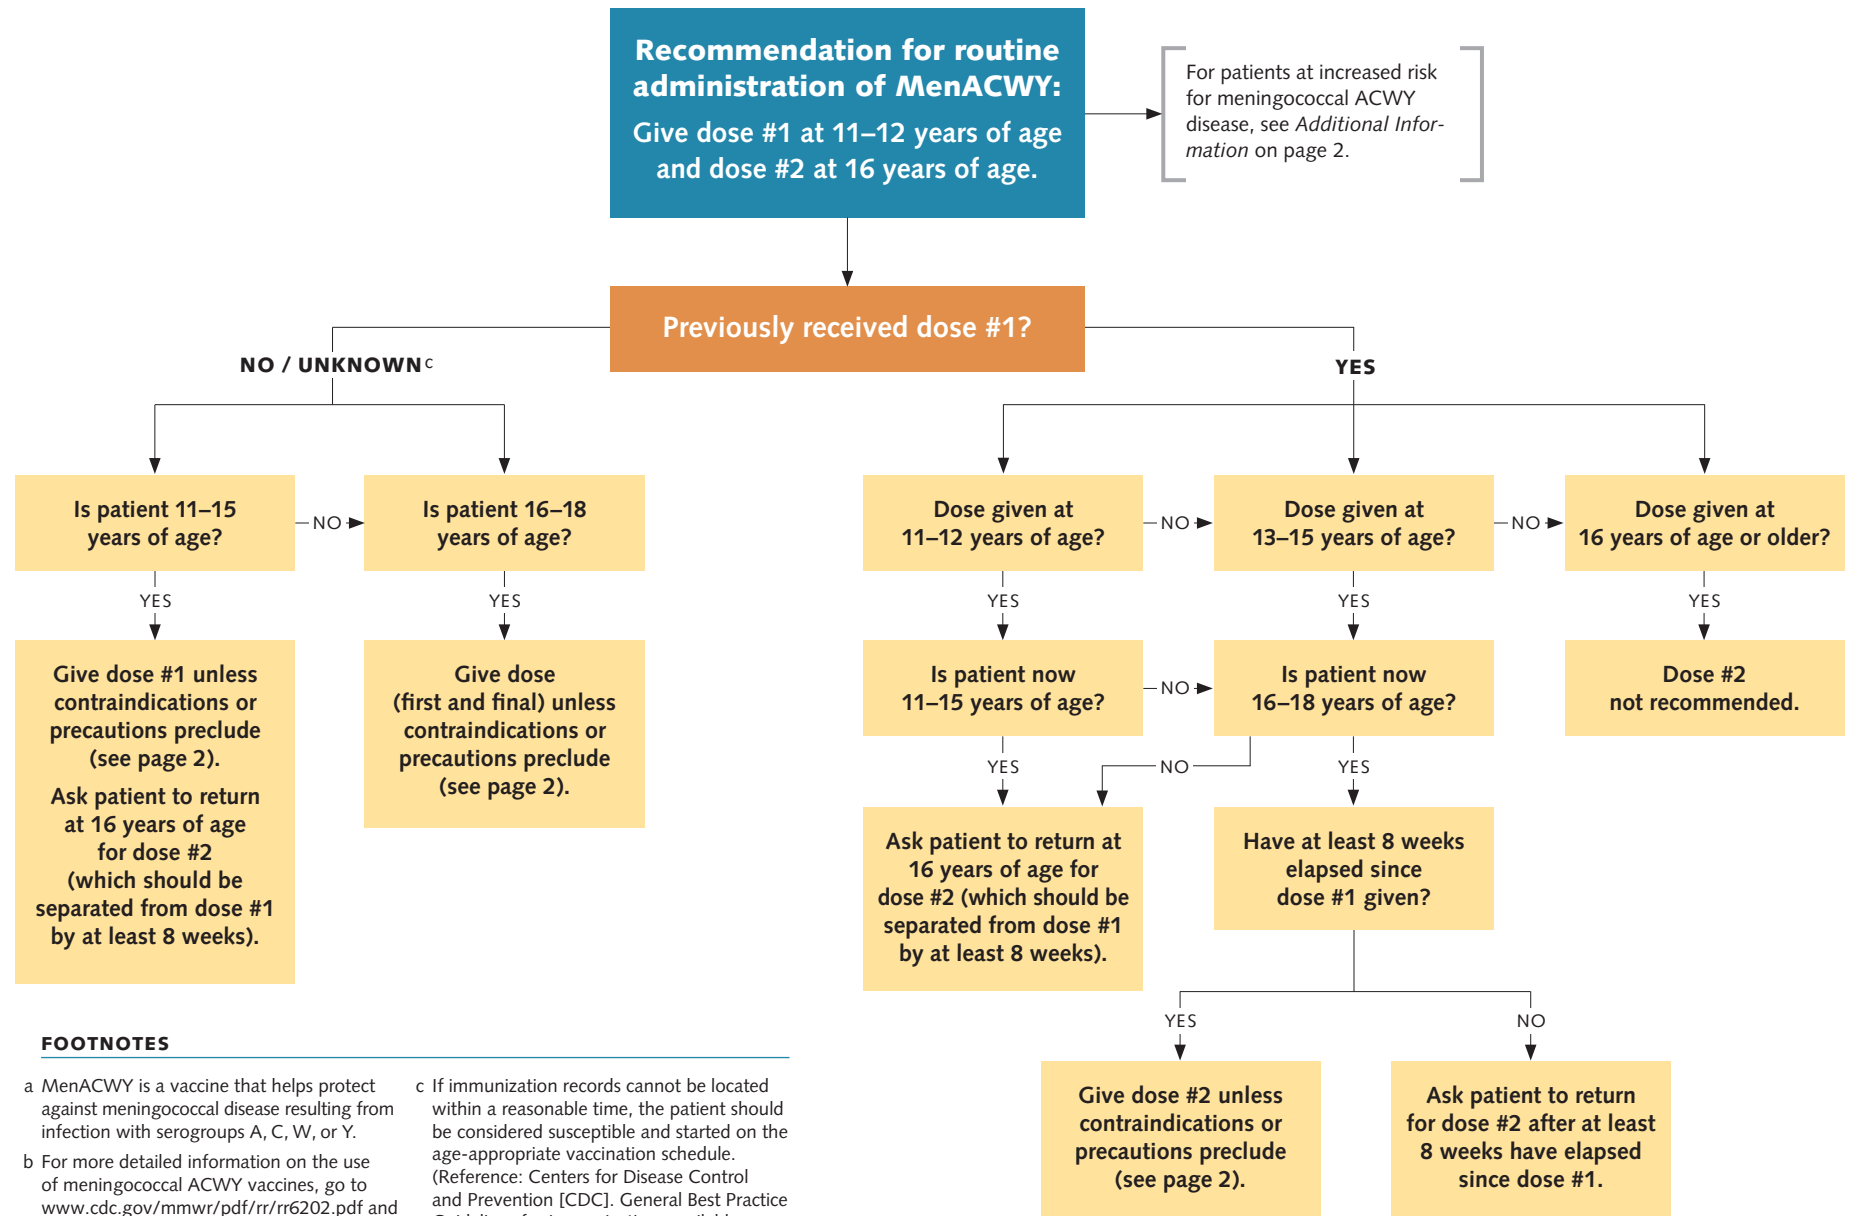 Recommendation for routine
administration of MenACWY:
Give dose #1 at 11–12 years of age
and dose #2 at 16 years of age.
For patients at increased risk
for meningococcal ACWY
disease, see Additional Infor-
mation on page 2.
Previously received dose #1?
NO / UNKNOWN c
YES
Is patient 11–15
years of age?
NO
Is patient 16–18
years of age?
Dose given at
11–12 years of age?
NO
Dose given at
13–15 years of age?
NO
Dose given at
16 years of age or older?
YES
YES
YES
YES
YES
Give dose #1 unless
contraindications or
precautions preclude
(see page 2).
Ask patient to return
at 16 years of age
for dose #2
(which should be
separated from dose #1
by at least 8 weeks).
Give dose
(first and final) unless
contraindications or
precautions preclude
(see page 2).
Is patient now
11–15 years of age?
NO
Is patient now
16–18 years of age?
Dose #2
not recommended.
YES
NO
YES
Ask patient to return at
16 years of age for
dose #2 (which should be
separated from dose #1
by at least 8 weeks).
Have at least 8 weeks
elapsed since
dose #1 given?
YES
NO
Give dose #2 unless
contraindications or
precautions preclude
(see page 2).
Ask patient to return
for dose #2 after at least
8 weeks have elapsed
since dose #1.
FOOTNOTES
a MenACWY is a vaccine that helps protect
against meningococcal disease resulting from
infection with serogroups A, C, W, or Y.
b For more detailed information on the use
of meningococcal ACWY vaccines, go to
www.cdc.gov/mmwr/pdf/rr/rr6202.pdf and
c If immunization records cannot be located
within a reasonable time, the patient should
be considered susceptible and started on the
age-appropriate vaccination schedule.
(Reference: Centers for Disease Control
and Prevention [CDC]. General Best Practice